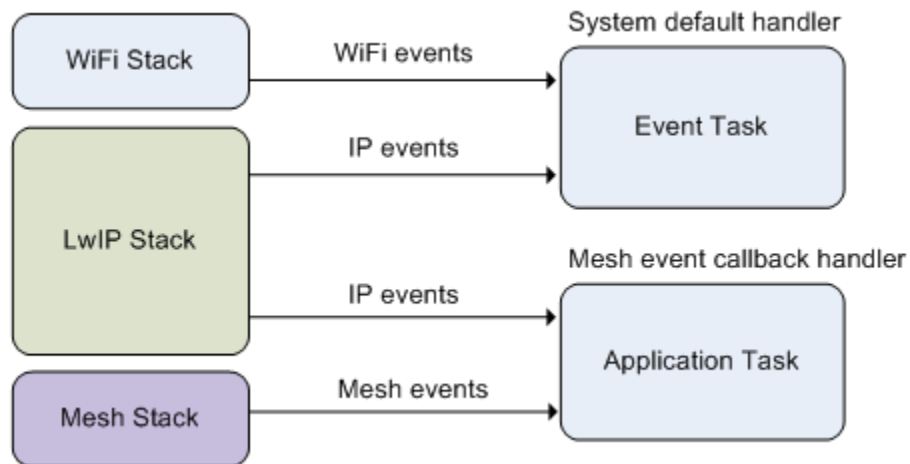 System default handler
WiFi Stack
WiFi events
Event Task
IP events
LwIP Stack
Mesh event callback handler
IP events
Application Task
Mesh events
Mesh Stack